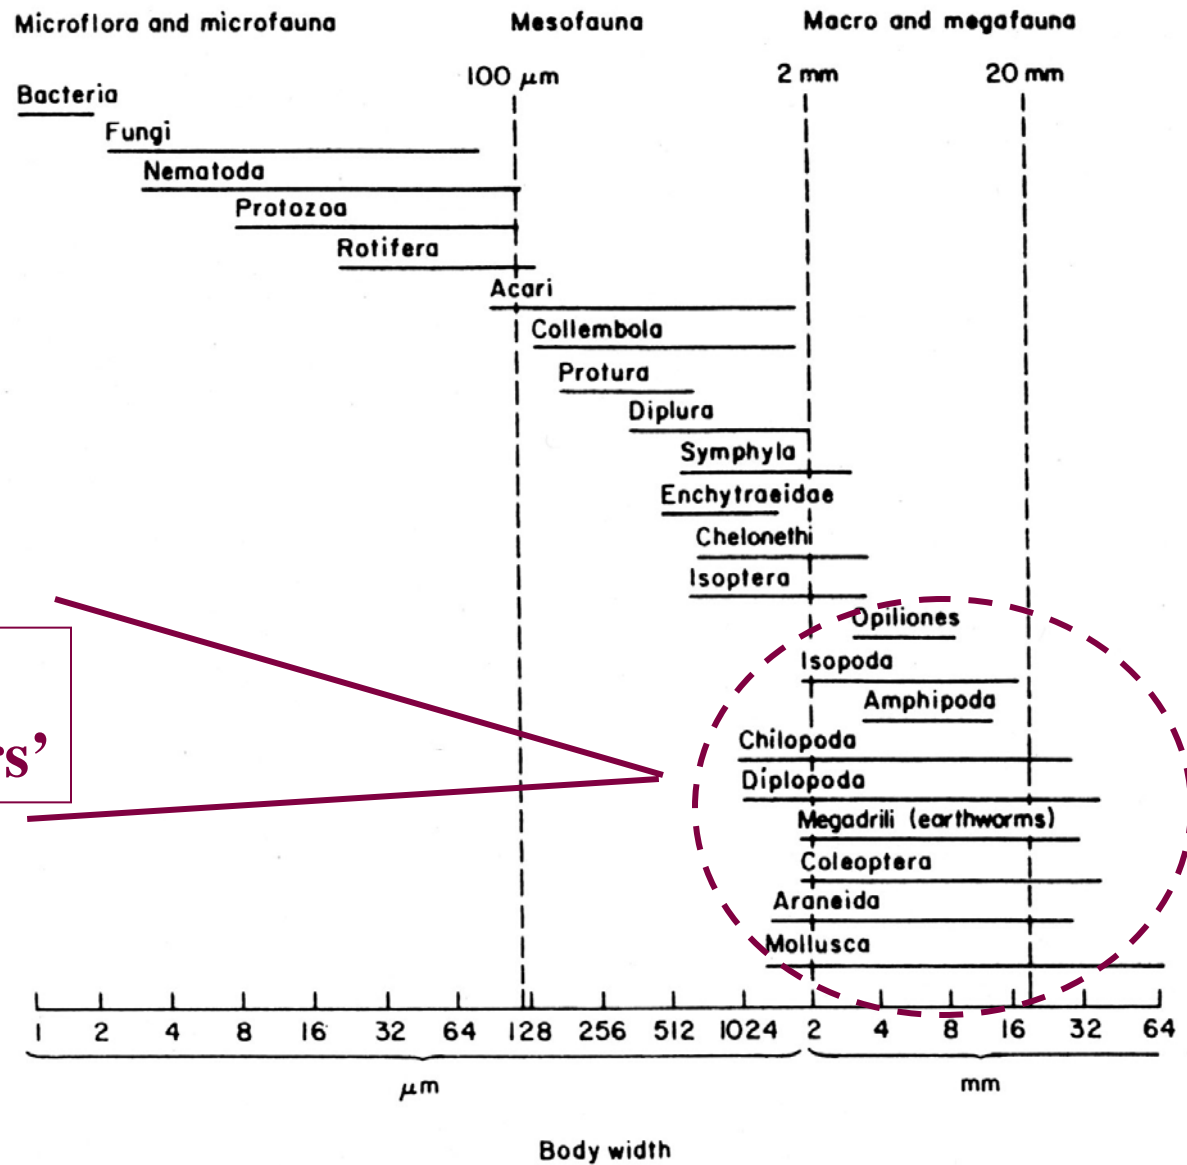 Microflora and microfauna Mesofauna Macro and megafauna
100 μm 2 mm 20 mm
Bacteria
Fungi
Nematoda
Protozoa
Rotifera
Acari
Collembola
Protura
Diplura
Symphyla
Enchytraeidae
Chelonethi
Isoptera
Opiliones
Isopoda
Amphipoda
Chilopoda
Diplopoda
Megadrili (earthworms)
Coleoptera
Araneida
Mollusca
1 2 4 8 16 32 64 128 256 512 1024 2 4 8 16 32 64
μm mm
Body width